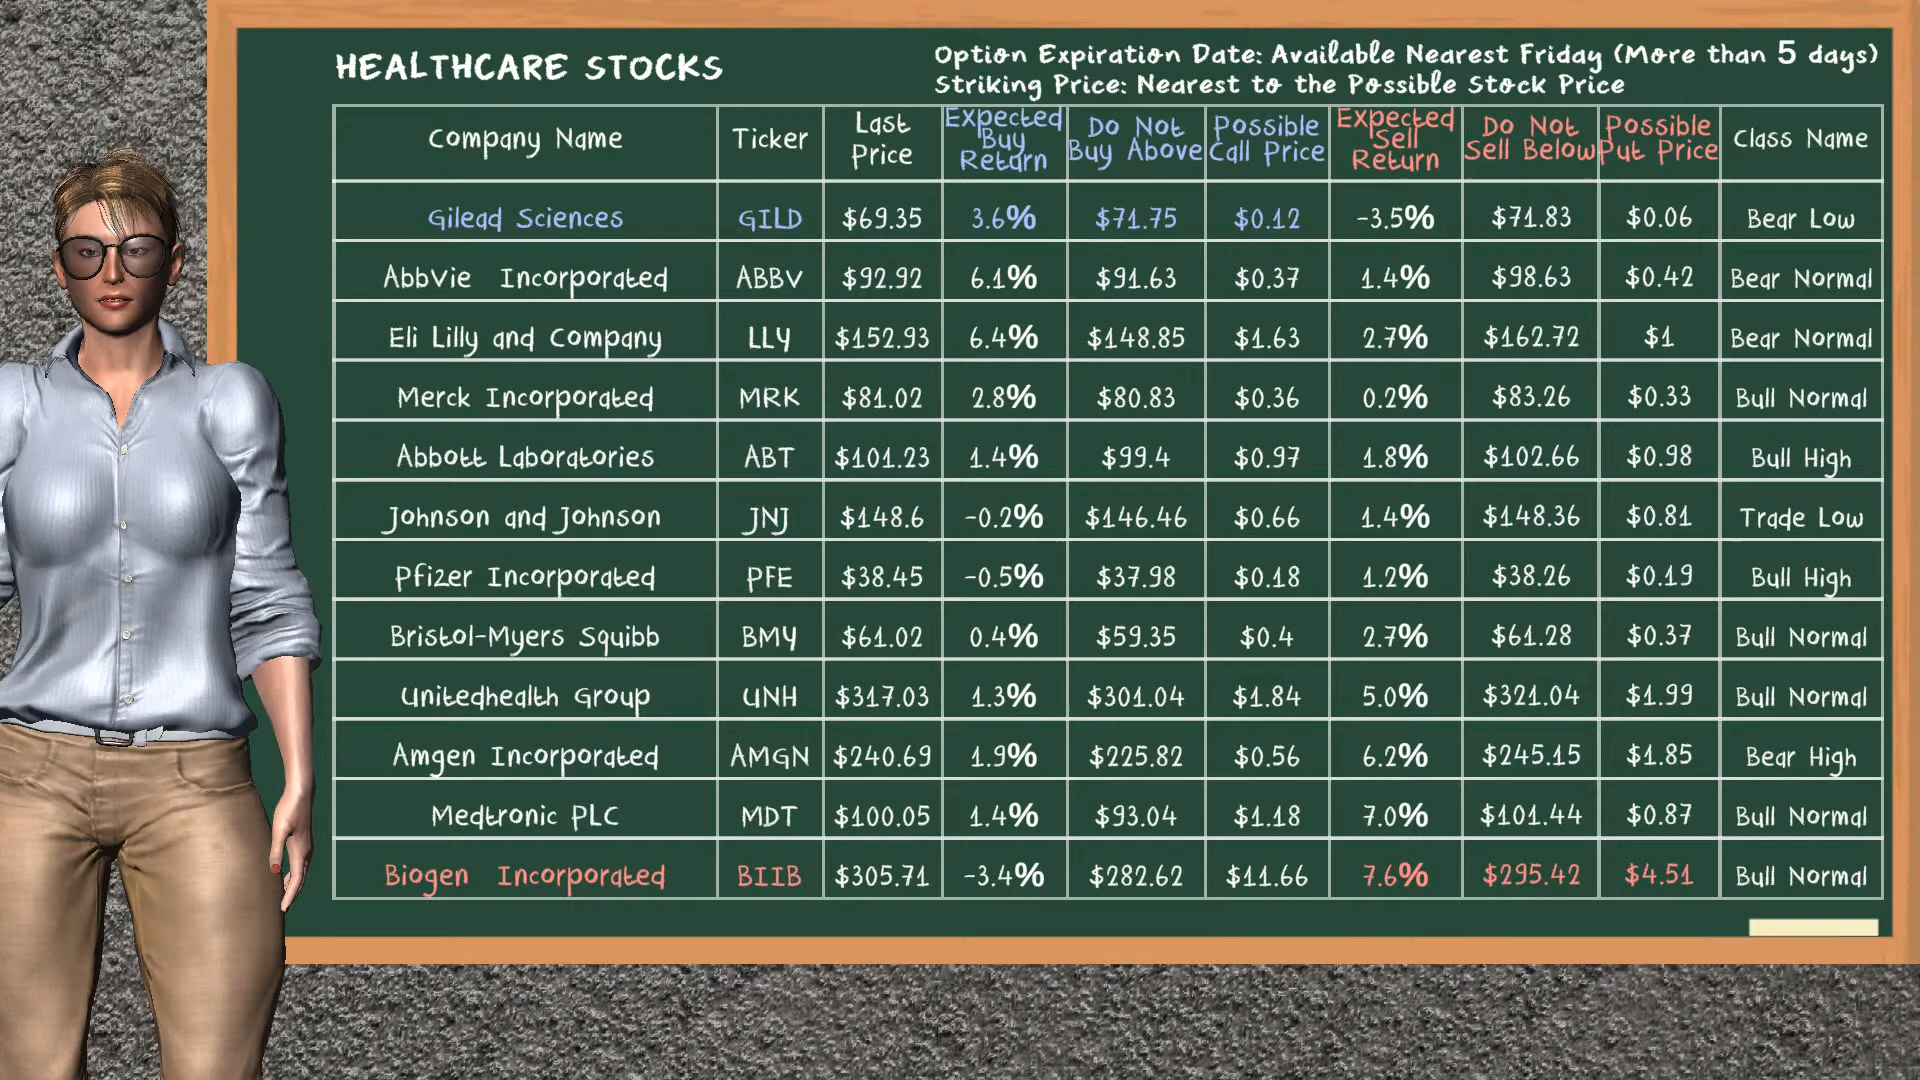 HEALTHCARE STOCKS
Option Expiration Date: Available Nearest Friday (More than 5 days)
Striking Price: Nearest to the Possible Stock Price
Company Name Ticker Last Price Expected Buy Return Do Not Buy Above Possible Call Price Expected Sell Return Do Not Sell Below Possible Put Price Class Name
Gilead Sciences GILD $69.35 3.6% $71.75 $0.12 -3.5% $71.83 $0.06 Bear Low
AbbVie Incorporated ABBV $92.92 6.1% $91.63 $0.37 1.4% $98.63 $0.42 Bear Normal
Eli Lilly and Company LLY $152.93 6.4% $148.85 $1.63 2.7% $162.72 $1 Bear Normal
Merck Incorporated MRK $81.02 2.8% $80.83 $0.36 0.2% $83.26 $0.33 Bull Normal
Abbott Laboratories ABT $101.23 1.4% $99.4 $0.97 1.8% $102.66 $0.98 Bull High
Johnson and Johnson JNJ $148.6 -0.2% $146.46 $0.66 1.4% $148.36 $0.81 Trade Low
Pfizer Incorporated PFE $38.45 -0.5% $37.98 $0.18 1.2% $38.26 $0.19 Bull High
Bristol-Myers Squibb BMY $61.02 0.4% $59.35 $0.4 2.7% $61.28 $0.37 Bull Normal
Unitedhealth Group UNH $317.03 1.3% $301.04 $1.84 5.0% $321.04 $1.99 Bull Normal
Amgen Incorporated AMGN $240.69 1.9% $225.82 $0.56 6.2% $245.15 $1.85 Bear High
Medtronic PLC MDT $100.05 1.4% $93.04 $1.18 7.0% $101.44 $0.87 Bull Normal
Biogen Incorporated BIIB $305.71 -3.4% $282.62 $11.66 7.6% $295.42 $4.51 Bull Normal